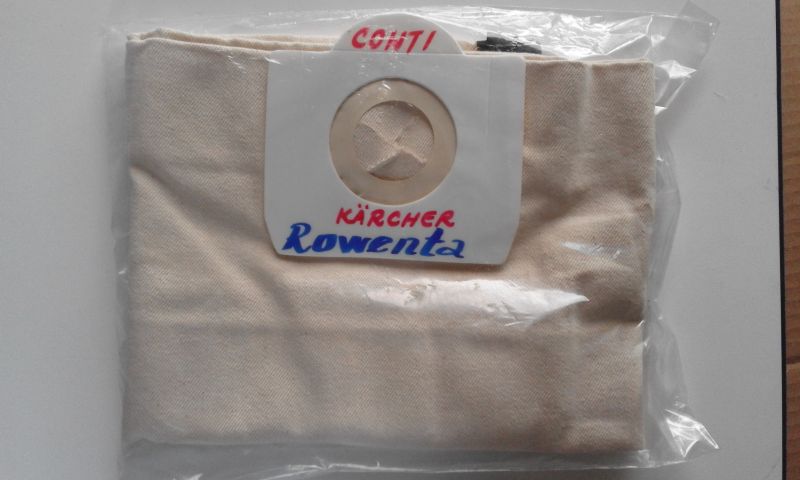 CONTI
KÄRCHER
Rowenta